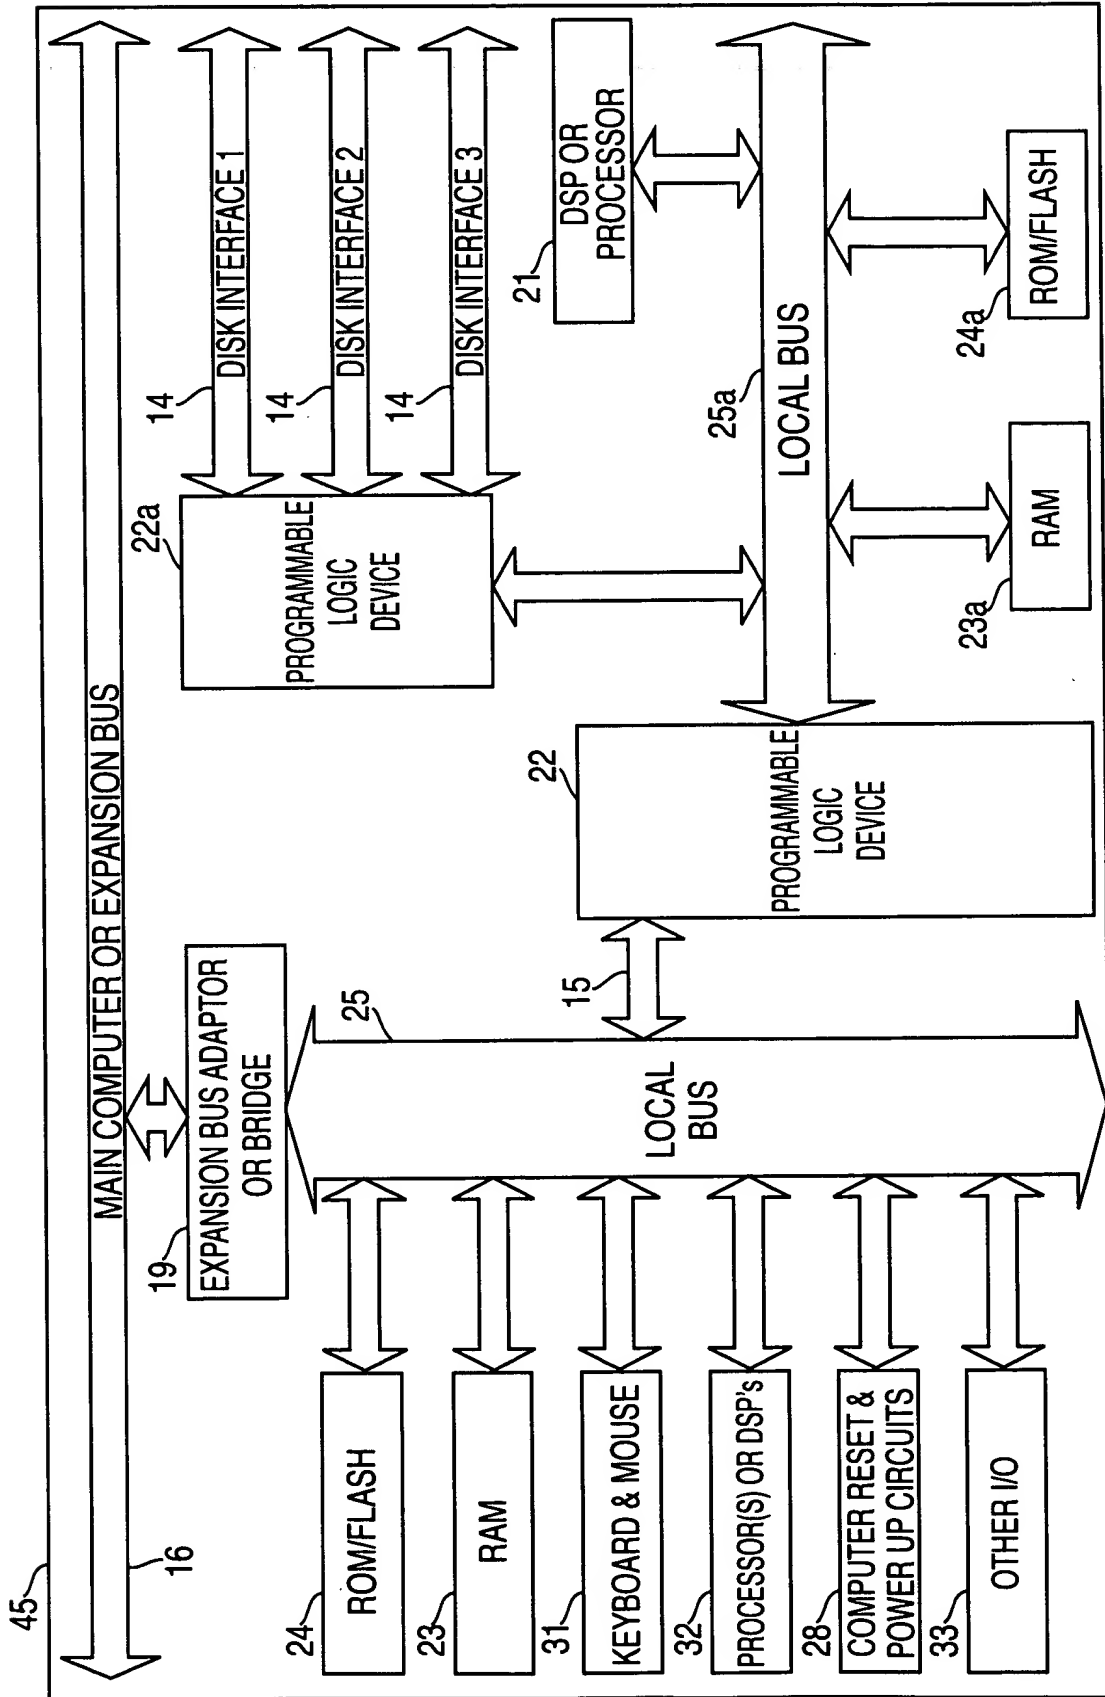 45
MAIN COMPUTER OR EXPANSION BUS
16
19
EXPANSION BUS ADAPTOR
OR BRIDGE
22a
PROGRAMMABLE
LOGIC
DEVICE
14
DISK INTERFACE 1
14
DISK INTERFACE 2
14
DISK INTERFACE 3
21
DSP OR
PROCESSOR
24
ROM/FLASH
23
RAM
31
KEYBOARD & MOUSE
32
PROCESSOR(S) OR DSP's
28
COMPUTER RESET &
POWER UP CIRCUITS
33
OTHER I/O
25
LOCAL
BUS
15
22
PROGRAMMABLE
LOGIC
DEVICE
25a
LOCAL BUS
23a
RAM
24a
ROM/FLASH